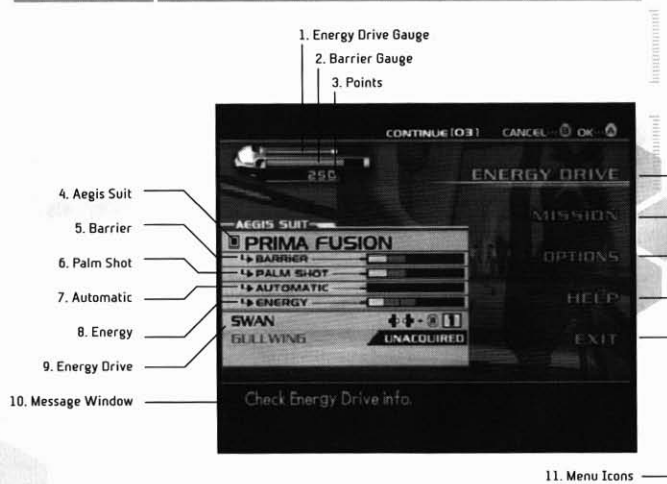 1. Energy Drive Gauge
2. Barrier Gauge
3. Points
CONTINUE [03] CANCEL··B OK··A
250
ENERGY DRIVE
4. Aegis Suit
MISSION
AEGIS SUIT
5. Barrier
PRIMA FUSION
OPTIONS
BARRIER
6. Palm Shot
PALM SHOT
7. Automatic
AUTOMATIC
HELP
8. Energy
ENERGY
SWAN
1
GULLWING UNACQUIRED
EXIT
9. Energy Drive
10. Message Window
Check Energy Drive info.
11. Menu Icons